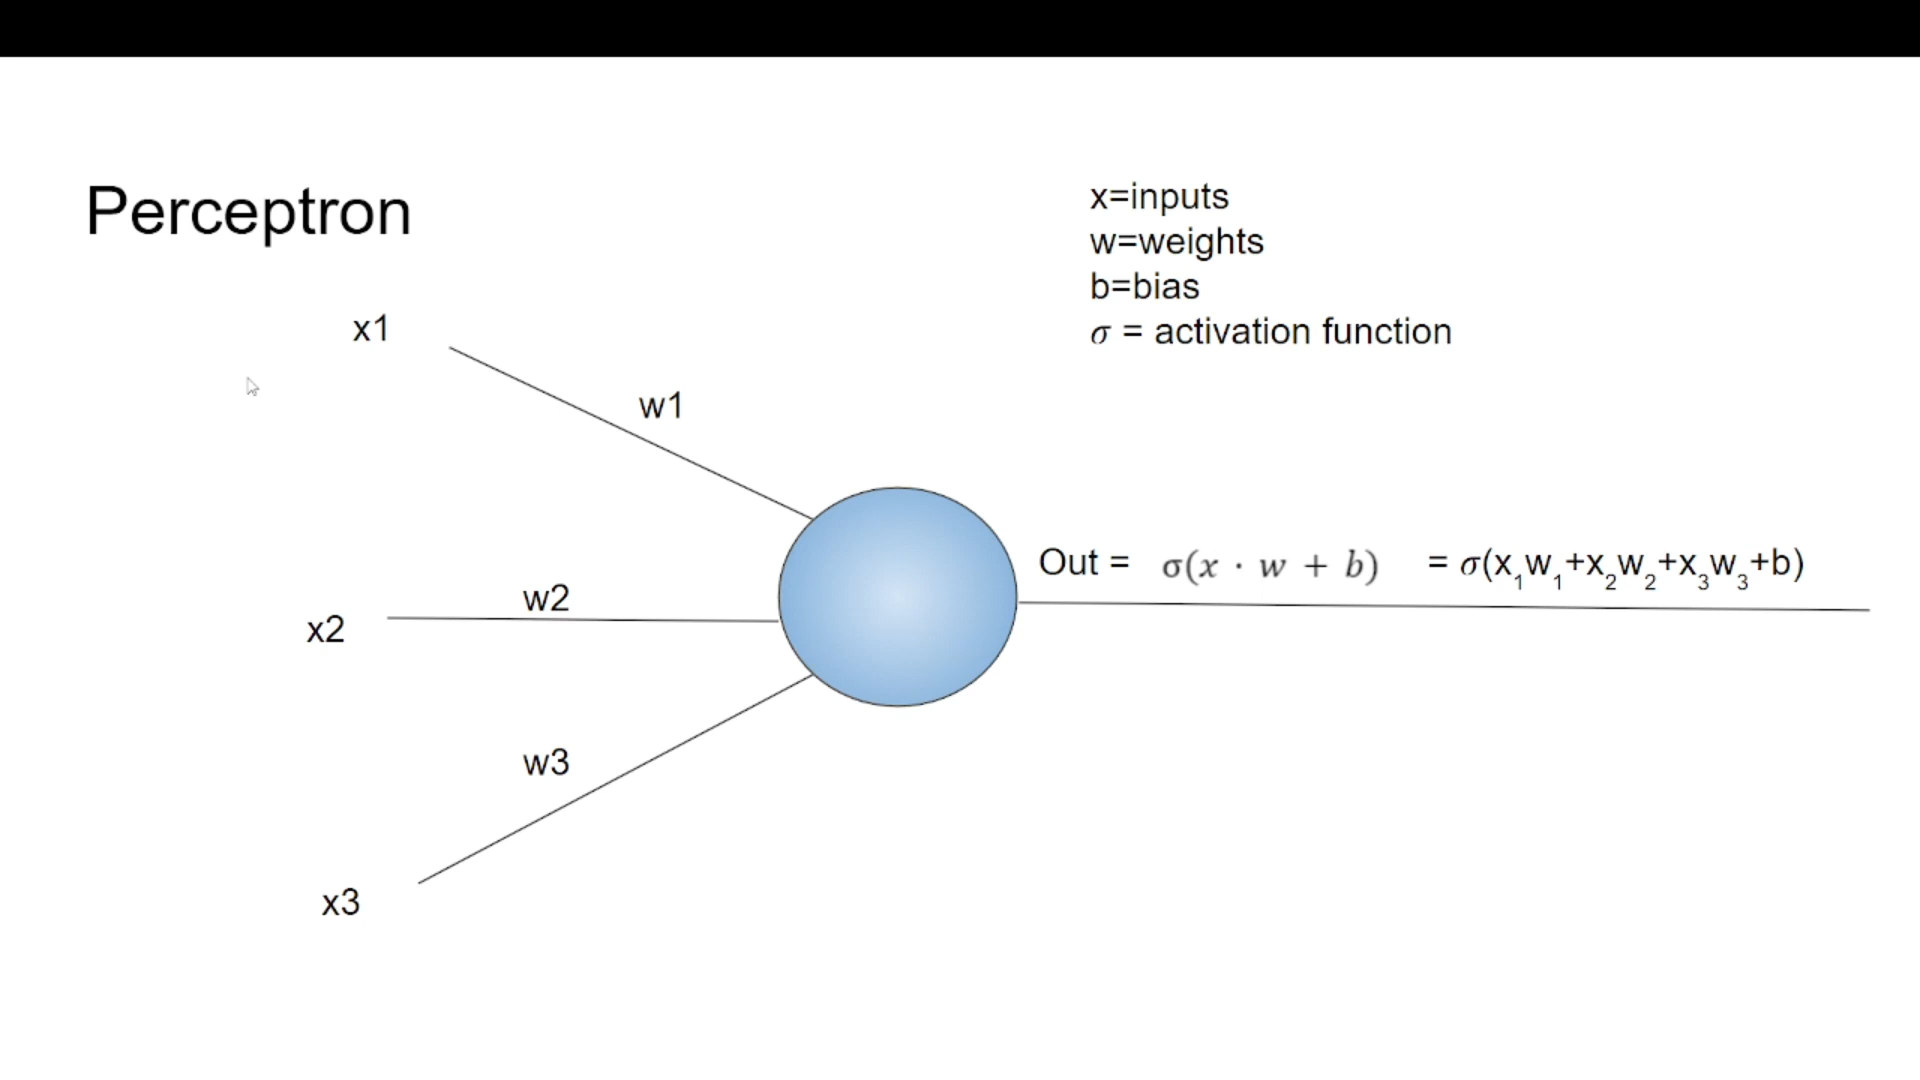 Perceptron
x=inputs
w=weights
b=bias
σ = activation function
x1
w1
w2
x2
w3
x3
Out = σ(x · w + b) = σ(x₁w₁+x₂w₂+x₃w₃+b)